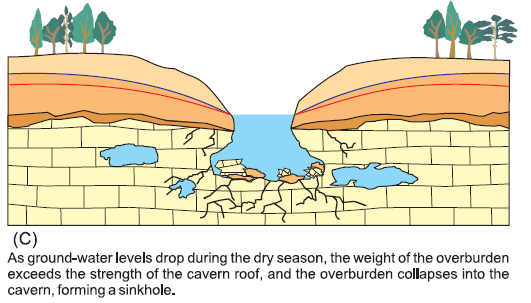 (C)
As ground-water levels drop during the dry season, the weight of the overburden
exceeds the strength of the cavern roof, and the overburden collapses into the
cavern, forming a sinkhole.